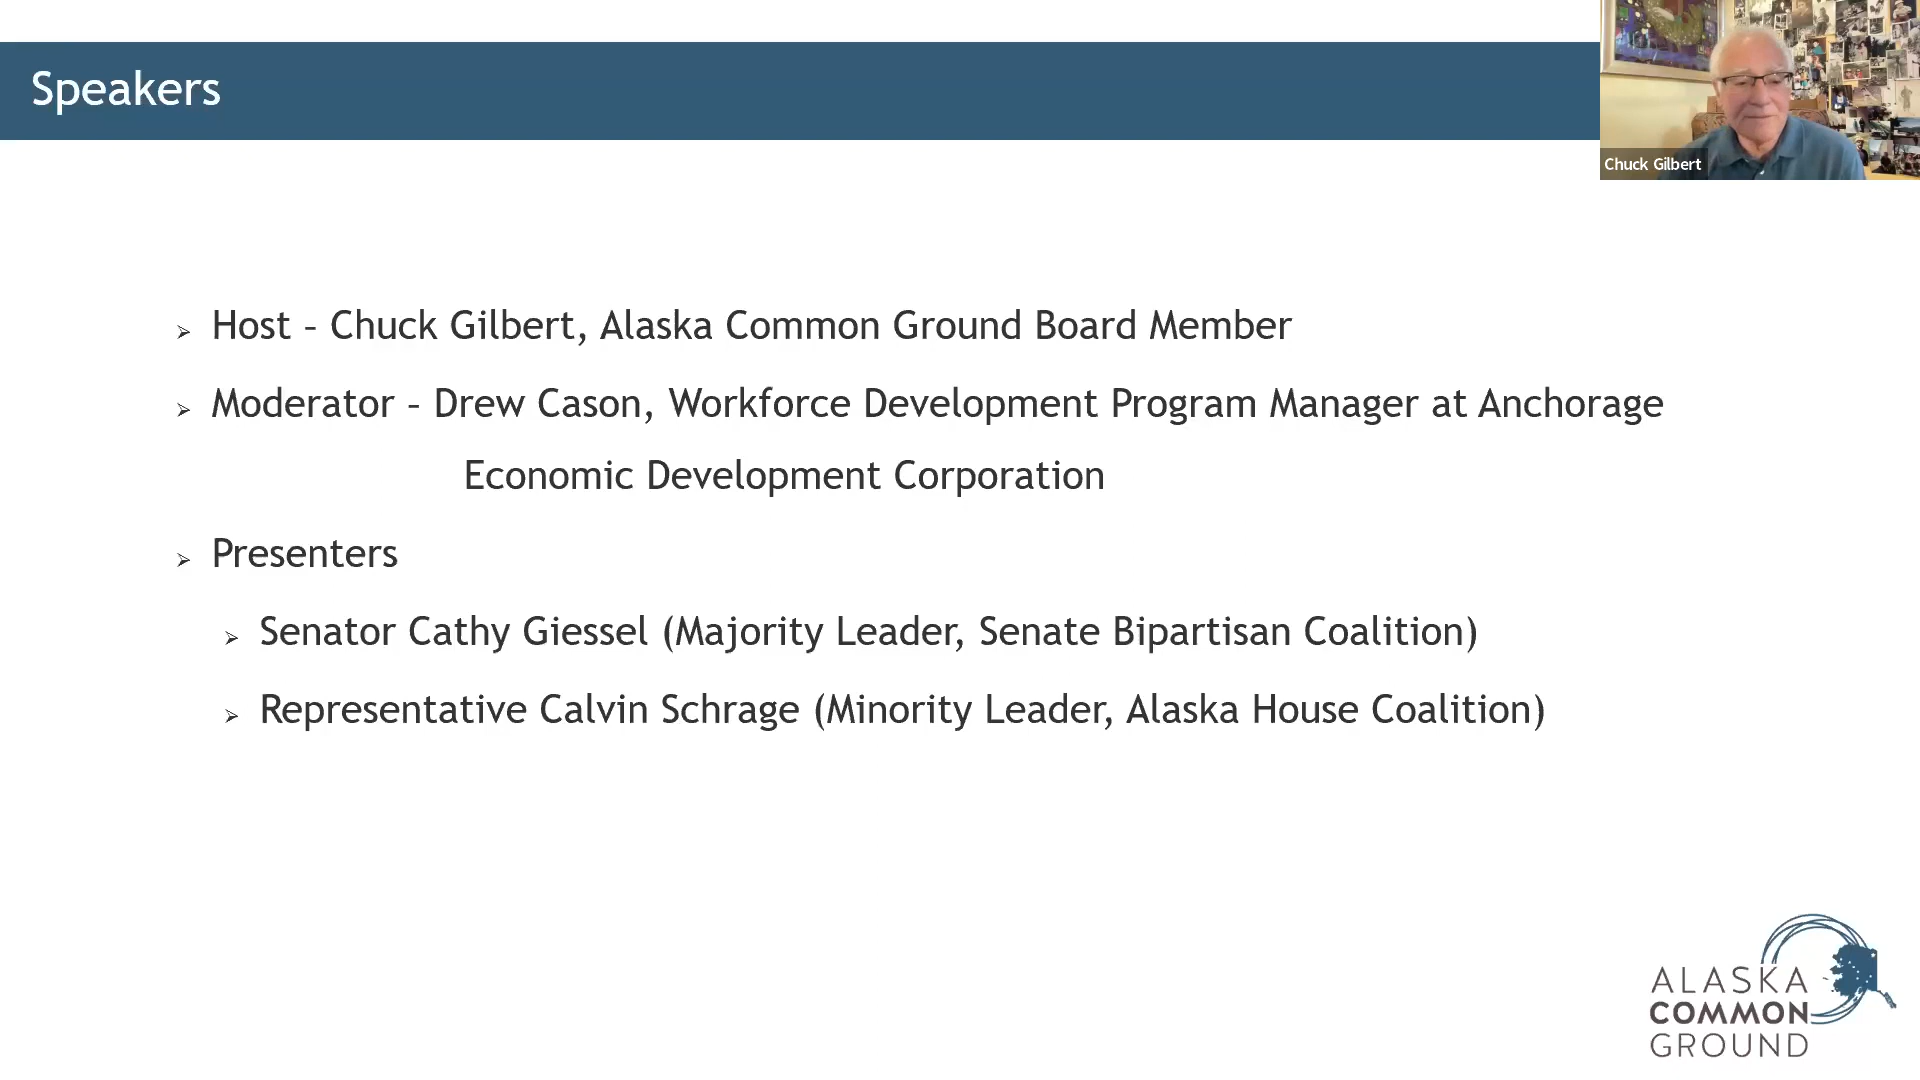 Speakers
Chuck Gilbert
Host – Chuck Gilbert, Alaska Common Ground Board Member
Moderator – Drew Cason, Workforce Development Program Manager at Anchorage
Economic Development Corporation
Presenters
Senator Cathy Giessel (Majority Leader, Senate Bipartisan Coalition)
Representative Calvin Schrage (Minority Leader, Alaska House Coalition)
ALASKA
COMMON
GROUND